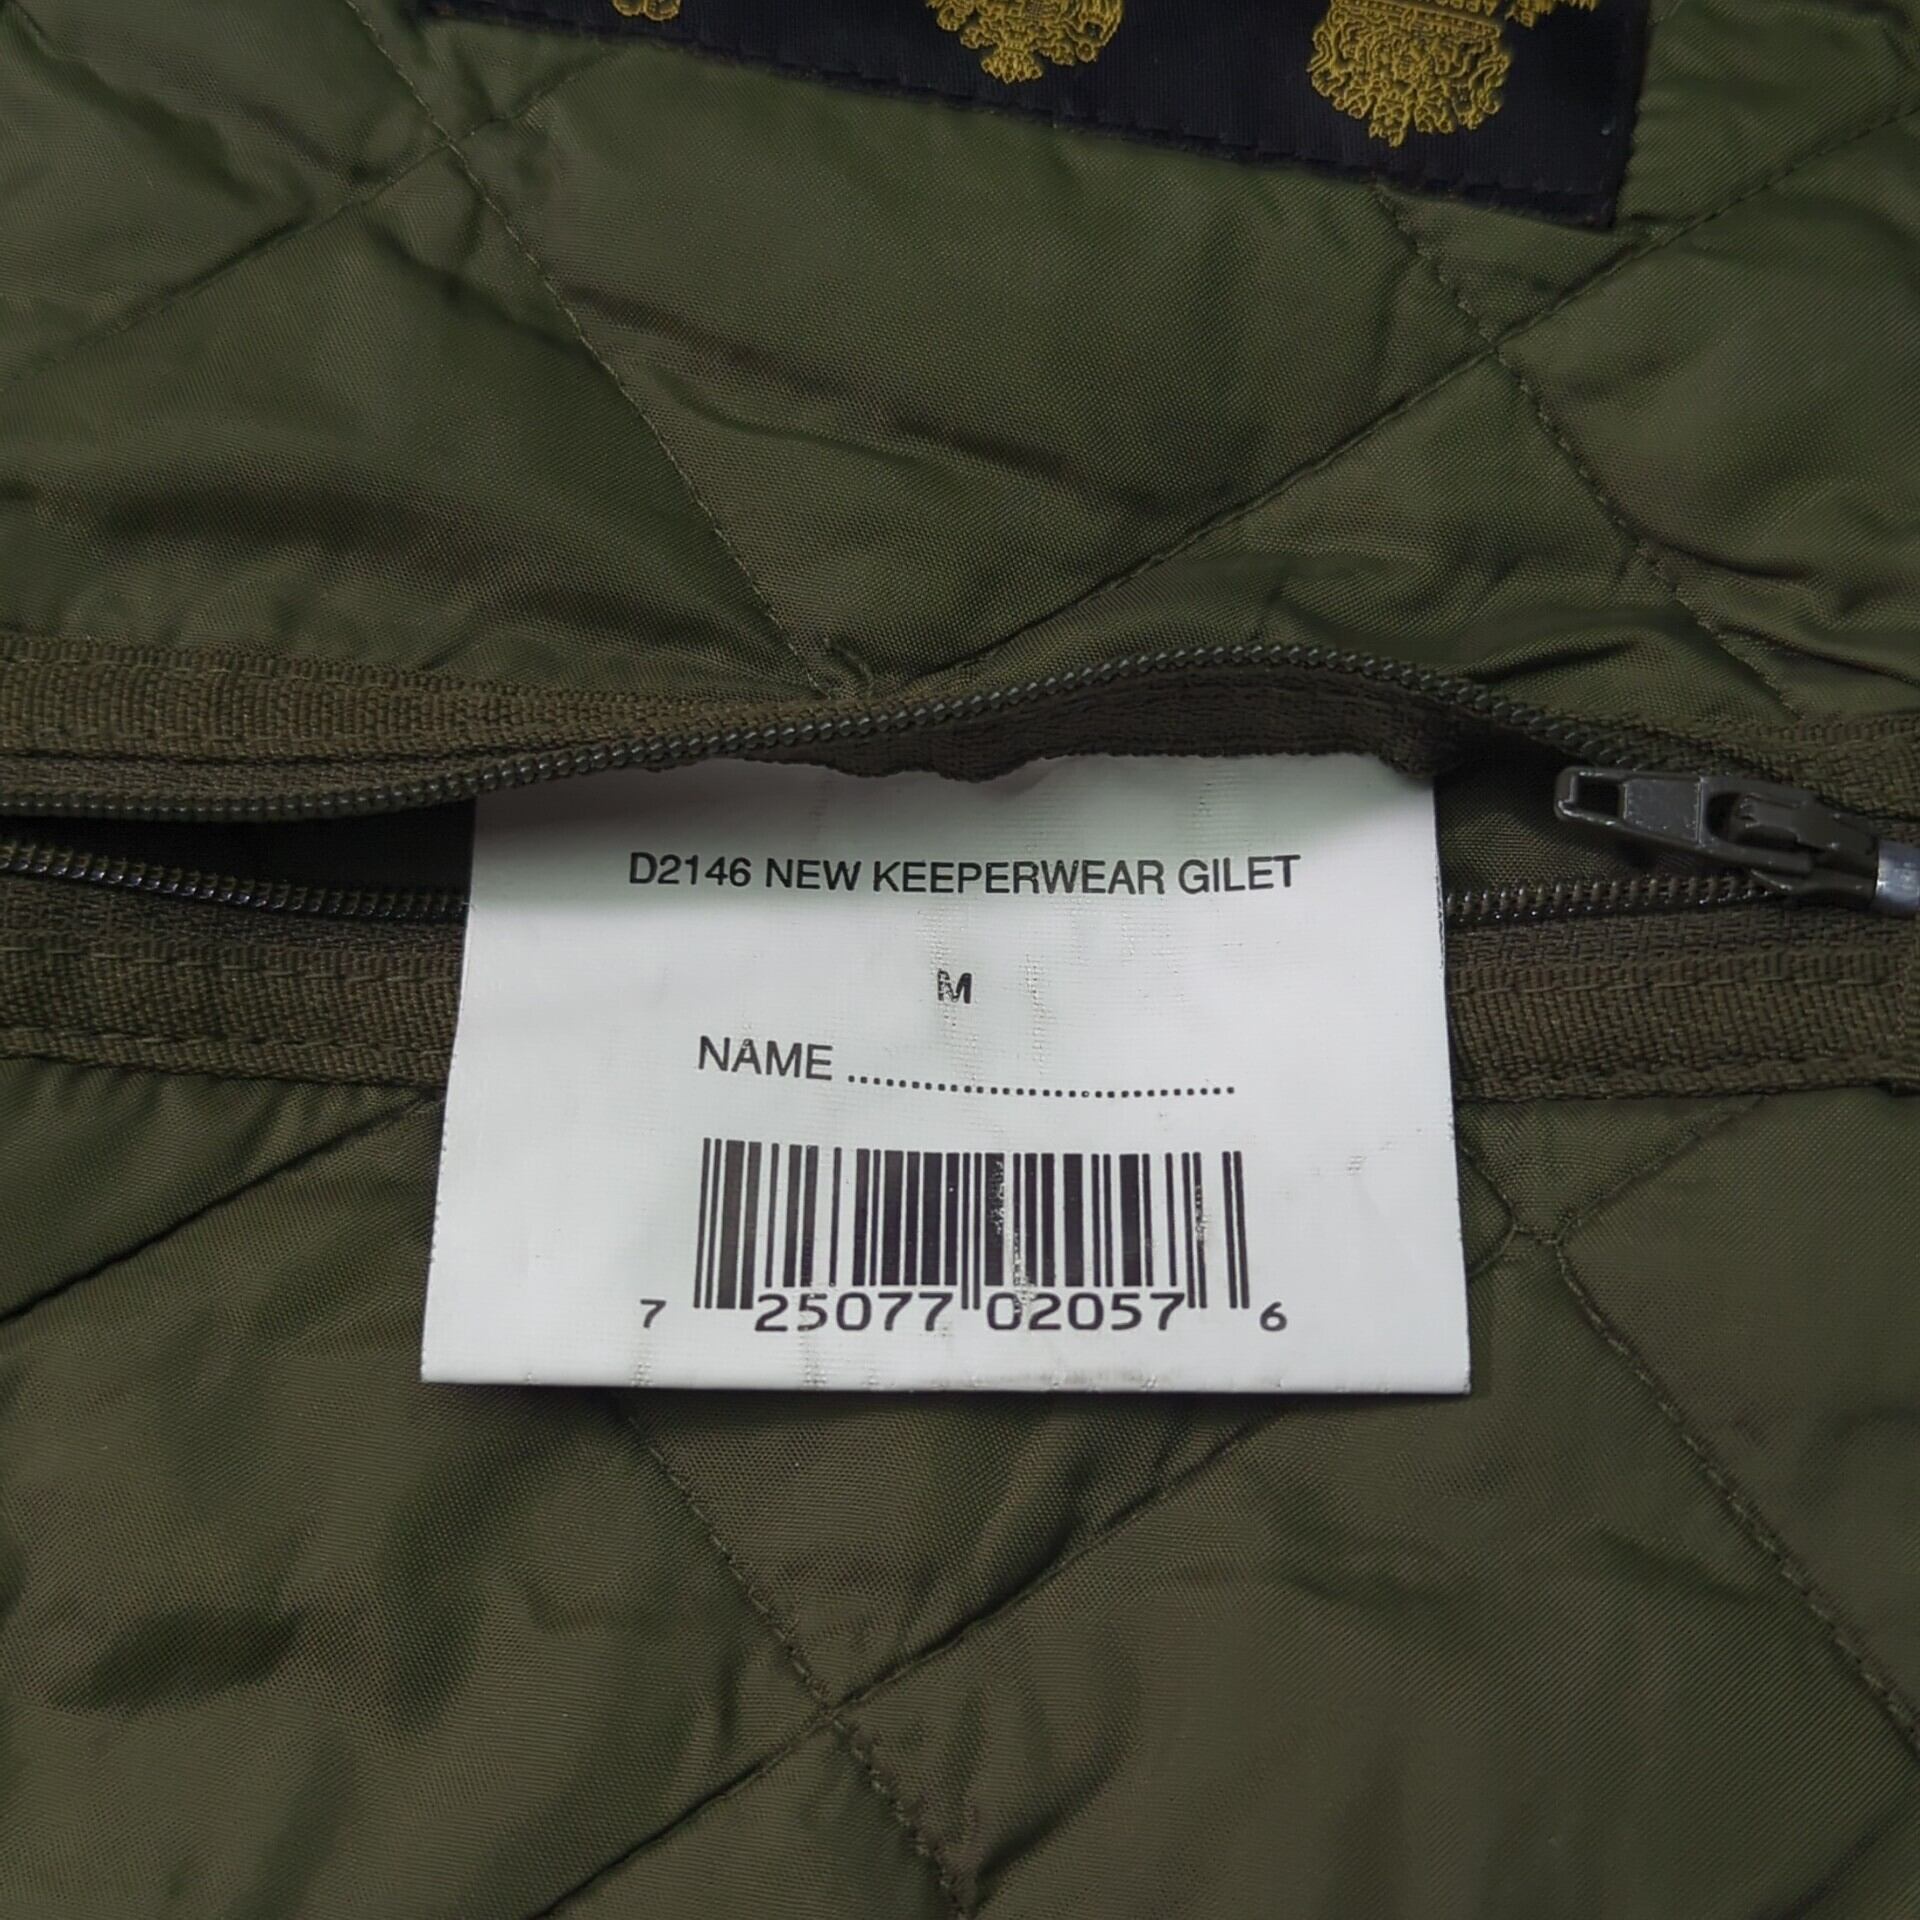 D2146 NEW KEEPERWEAR GILET
M
NAME ..............................
7 25077 02057 6